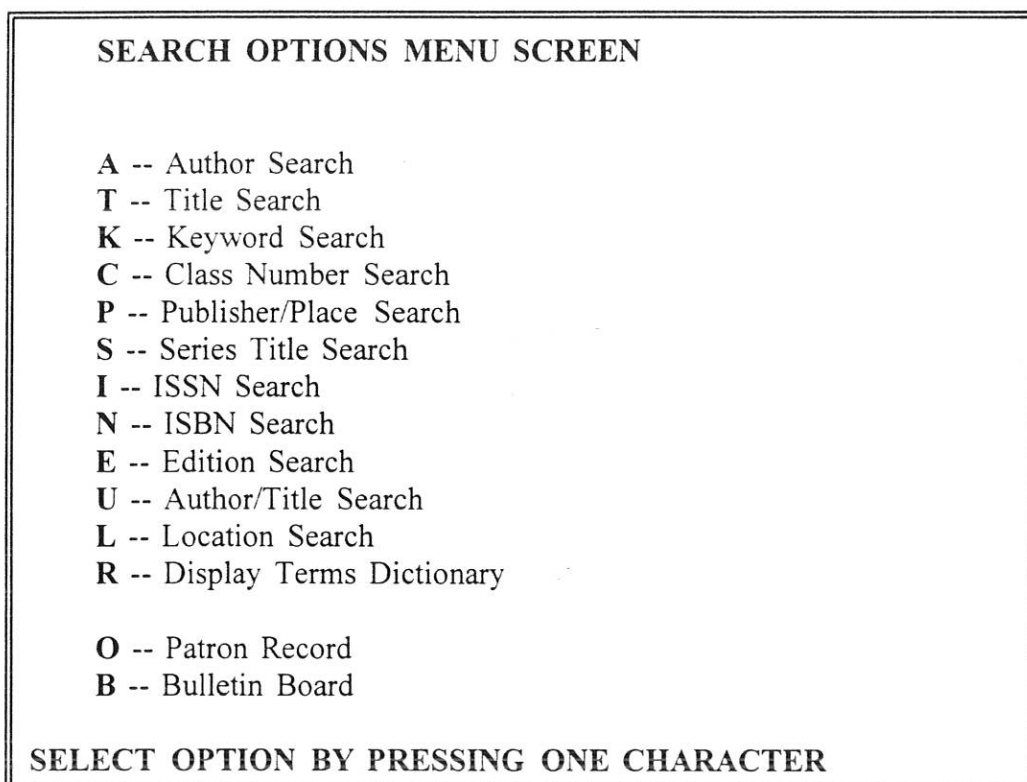 SEARCH OPTIONS MENU SCREEN
A -- Author Search
T -- Title Search
K -- Keyword Search
C -- Class Number Search
P -- Publisher/Place Search
S -- Series Title Search
I -- ISSN Search
N -- ISBN Search
E -- Edition Search
U -- Author/Title Search
L -- Location Search
R -- Display Terms Dictionary
O -- Patron Record
B -- Bulletin Board
SELECT OPTION BY PRESSING ONE CHARACTER